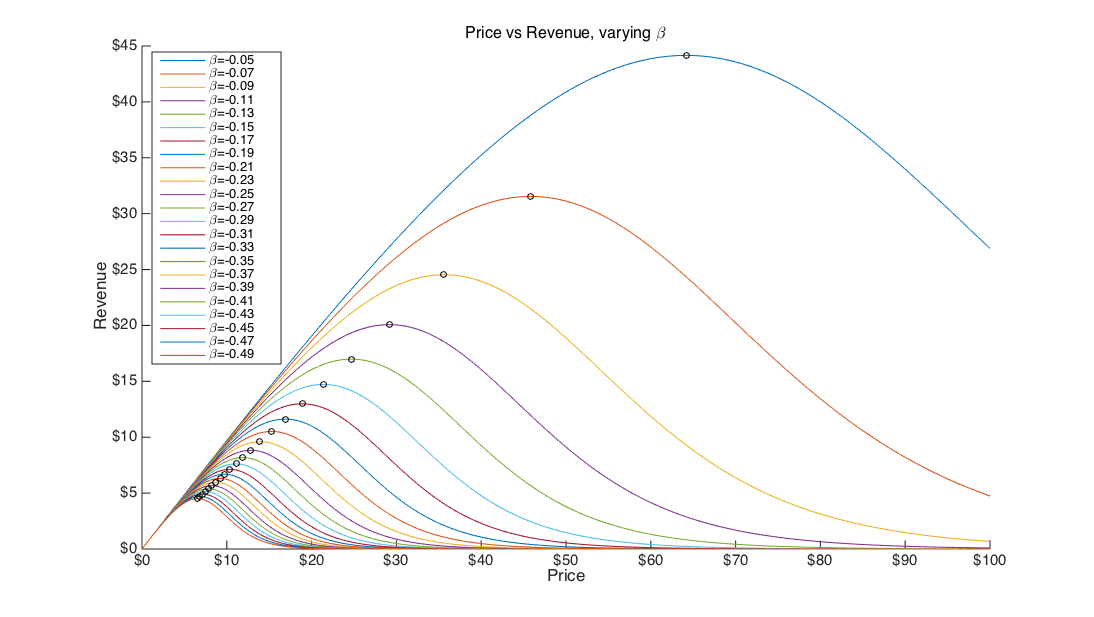 Price vs Revenue, varying β
$45
$40
$35
$30
$25
$20
$15
$10
$5
$0
Revenue
β=-0.05
β=-0.07
β=-0.09
β=-0.11
β=-0.13
β=-0.15
β=-0.17
β=-0.19
β=-0.21
β=-0.23
β=-0.25
β=-0.27
β=-0.29
β=-0.31
β=-0.33
β=-0.35
β=-0.37
β=-0.39
β=-0.41
β=-0.43
β=-0.45
β=-0.47
β=-0.49
$0 $10 $20 $30 $40 $50 $60 $70 $80 $90 $100
Price